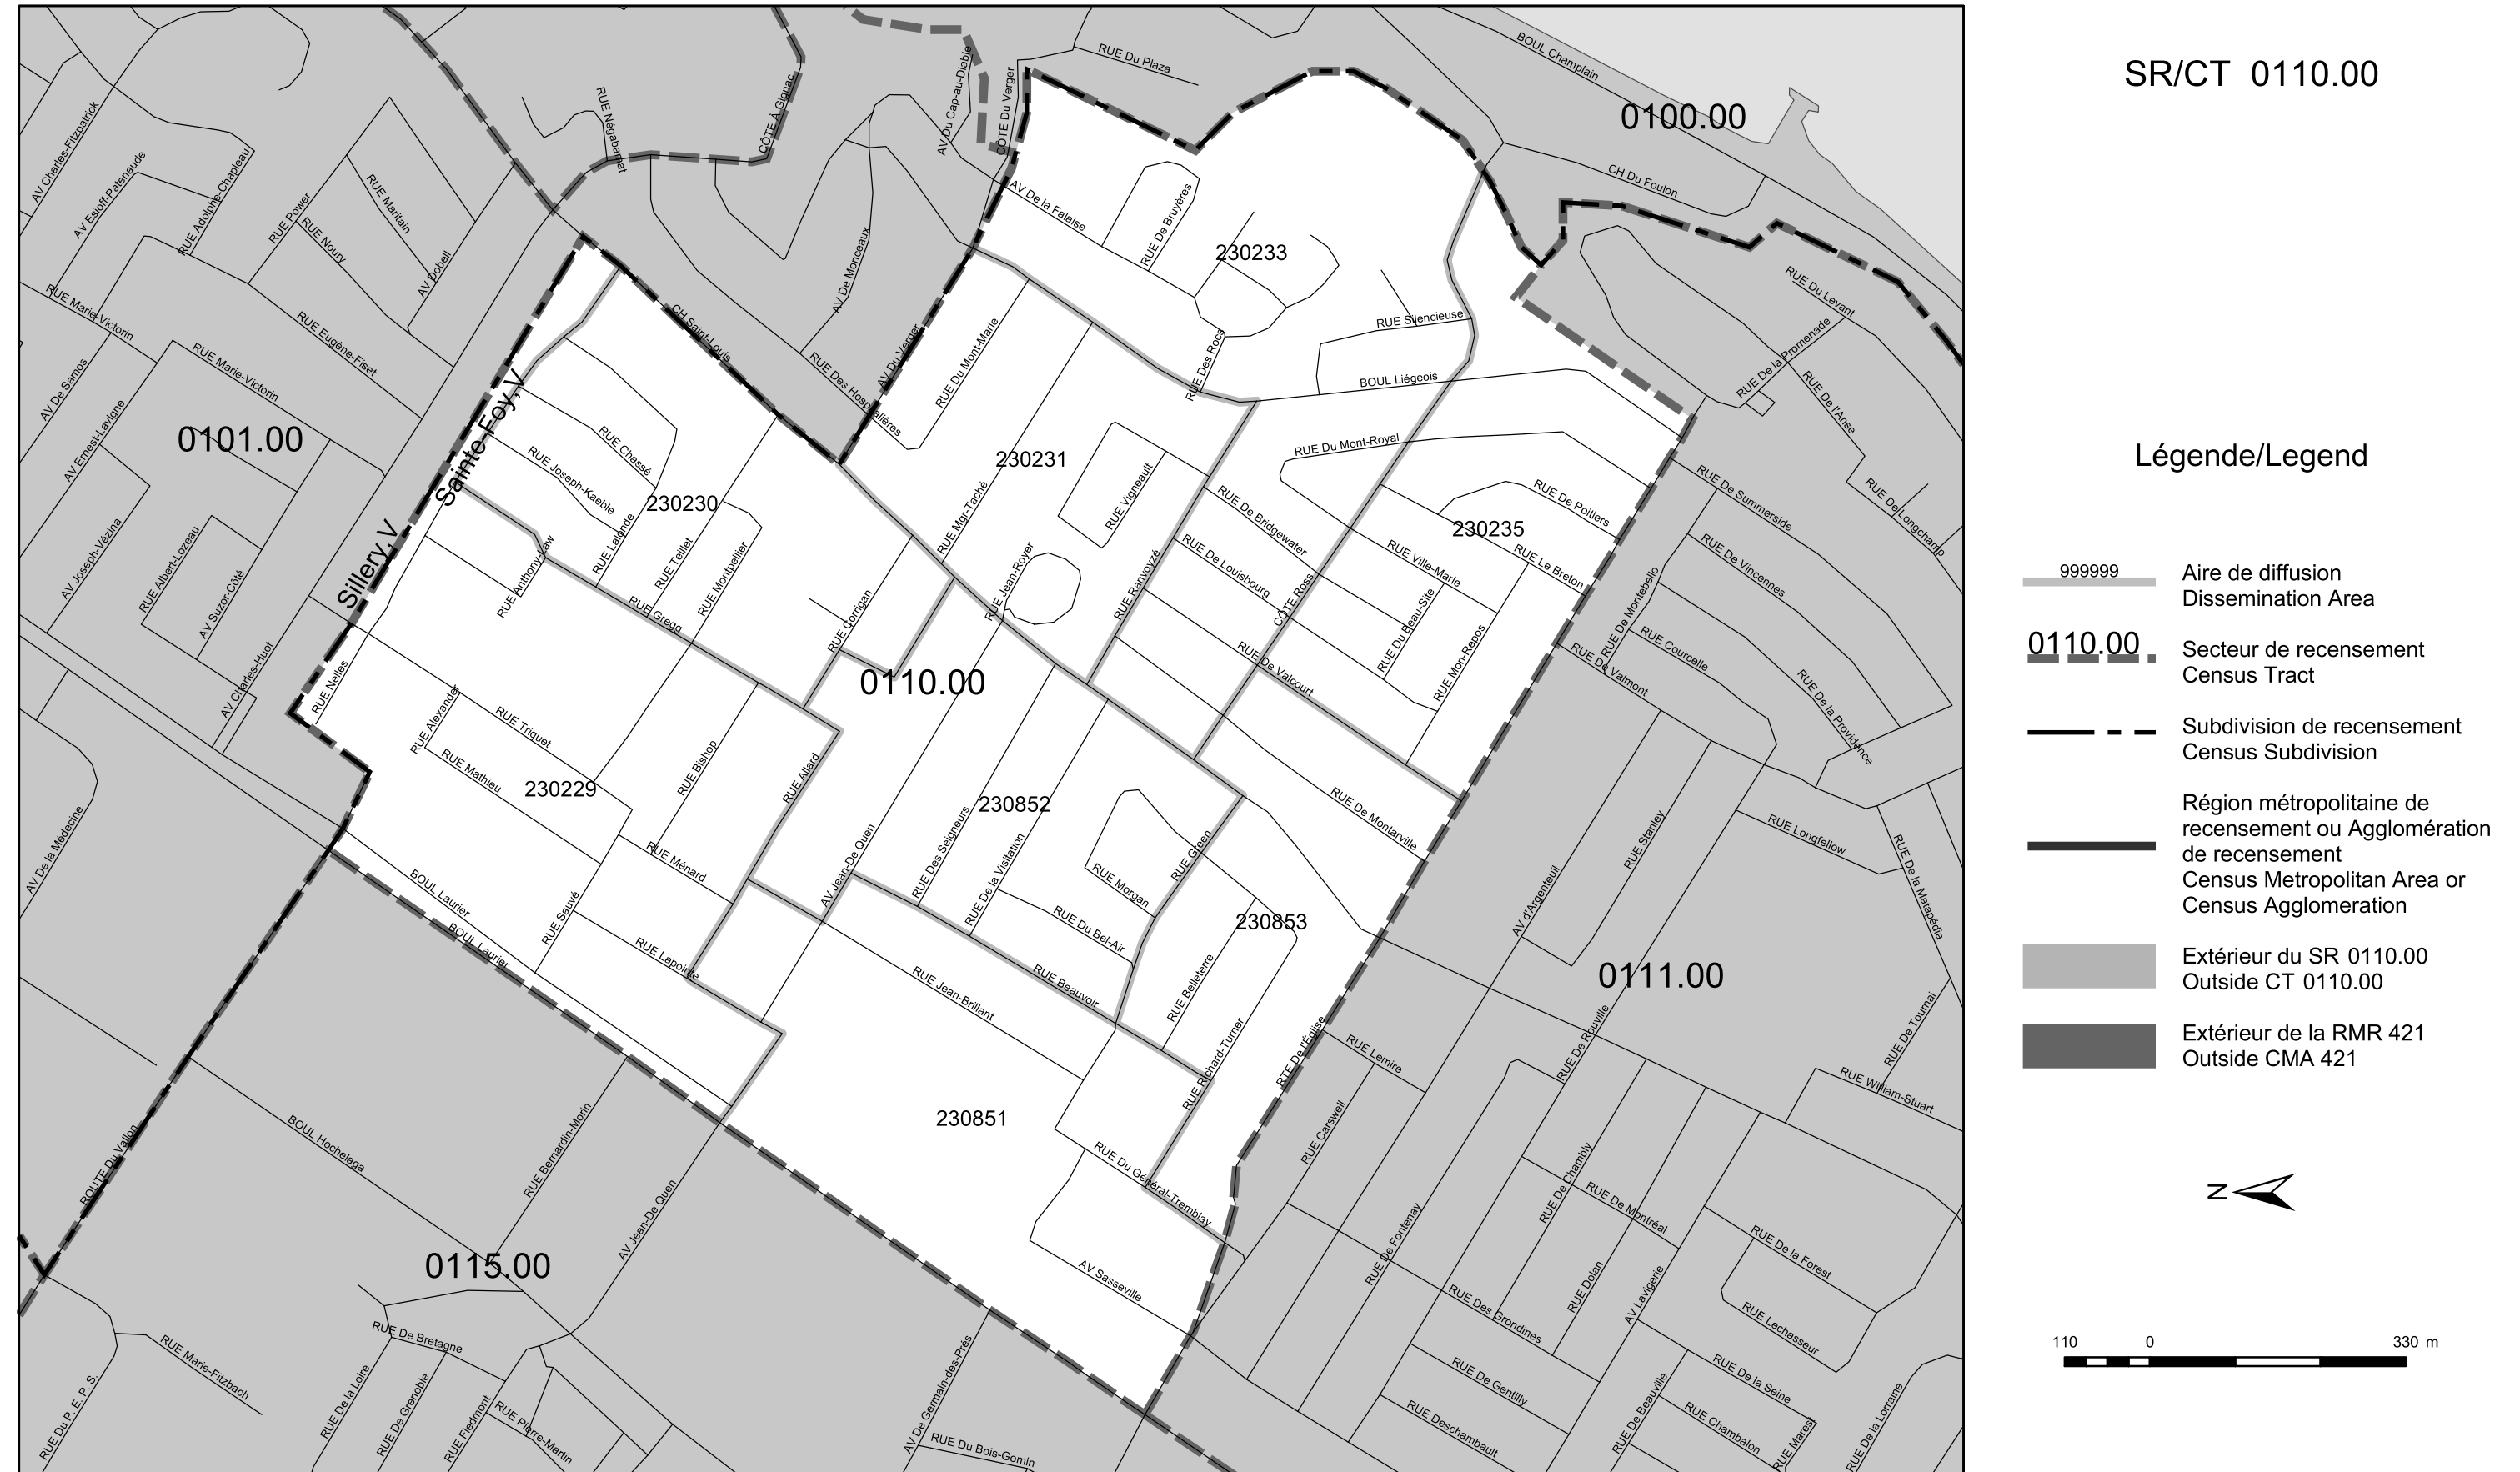 SR/CT 0110.00
BOUL Champlain
RUE Du Plaza
0100.00
CH Du Foulon
AV Du Cap-au-Diable
CÔTE Du Verger
CÔTE À Gignac
RUE Négabamat
AV Charles-Fitzpatrick
AV Esioff-Patenaude
RUE Adolphe-Chapleau
RUE Power
RUE Maritain
RUE Noury
AV Dobell
AV De la Falaise
RUE De Bruyères
230233
AV De Monceaux
RUE Marie-Victorin
RUE Eugène-Fiset
CH Saint-Louis
RUE Des Hospitalières
AV Du Verger
RUE Du Mont-Marie
RUE Des Rocs
RUE Silencieuse
BOUL Liégeois
RUE Du Levant
RUE De la Promenade
RUE De l'Anse
RUE De Longchamp
AV De Samos
RUE Marie-Victorin
AV Ernest-Lavigne
0101.00
Sainte-Foy, V
Sillery, V
RUE Chassé
RUE Joseph-Kaeble
230230
RUE Lalonde
RUE Teillet
RUE Montpellier
RUE Anthony-Law
RUE Gregg
230231
RUE Mgr-Taché
RUE Vigneault
RUE Jean-Royer
RUE Ranvoyzé
RUE Du Mont-Royal
RUE De Bridgewater
RUE De Louisbourg
230235
RUE De Poitiers
RUE Ville-Marie
RUE Le Breton
CÔTE Ross
RUE Du Beau-Site
RUE Mon-Repos
RUE De Valcourt
RUE De Summerside
RUE De Vincennes
RUE De Montebello
RUE Courcelle
RUE De Valmont
RUE De la Providence
AV Joseph-Vézina
RUE Albert-Lozeau
AV Suzor-Côté
AV Charles-Huot
RUE Nelles
RUE Corrigan
0110.00
RUE Alexander
RUE Triquet
RUE Mathieu
230229
RUE Bishop
RUE Allard
RUE Ménard
RUE Sauvé
RUE Lapointe
BOUL Laurier
BOUL Laurier
AV De la Médecine
AV Jean-De Quen
RUE Des Seigneurs
230852
RUE De la Visitation
RUE Green
RUE Morgan
RUE Du Bel-Air
RUE De Montarville
230853
RUE Beauvoir
RUE Belleterre
RUE Jean-Brillant
RUE Richard-Turner
RTE De l'Église
230851
RUE Du Général-Tremblay
AV Sasseville
0111.00
AV d'Argenteuil
RUE Stanley
RUE Longfellow
RUE De la Matapédia
RUE De Tournai
RUE William-Stuart
RUE De Rouville
RUE Lemire
RUE Carswell
RUE De Chambly
RUE De Montréal
RUE De Fontenay
RUE Dolan
AV Lavigerie
RUE Des Grondines
RUE De la Forest
RUE Lechasseur
RUE De la Seine
RUE De Gentilly
RUE Deschambault
RUE De Beauville
RUE Chambalon
RUE Marest
RUE De la Lorraine
ROUTE Du Vallon
BOUL Hochelaga
RUE Bernardin-Morin
AV Jean-De Quen
0115.00
RUE De Bretagne
RUE Marie-Fitzbach
RUE Du P. E. P. S.
RUE De la Loire
RUE De Grenoble
RUE Fiedmont
RUE Pierre-Martin
AV De Germain-des-Prés
RUE Du Bois-Gomin
Légende/Legend
999999
Aire de diffusion
Dissemination Area
0110.00
Secteur de recensement
Census Tract
Subdivision de recensement
Census Subdivision
Région métropolitaine de
recensement ou Agglomération
de recensement
Census Metropolitan Area or
Census Agglomeration
Extérieur du SR 0110.00
Outside CT 0110.00
Extérieur de la RMR 421
Outside CMA 421
N
110 0 330 m